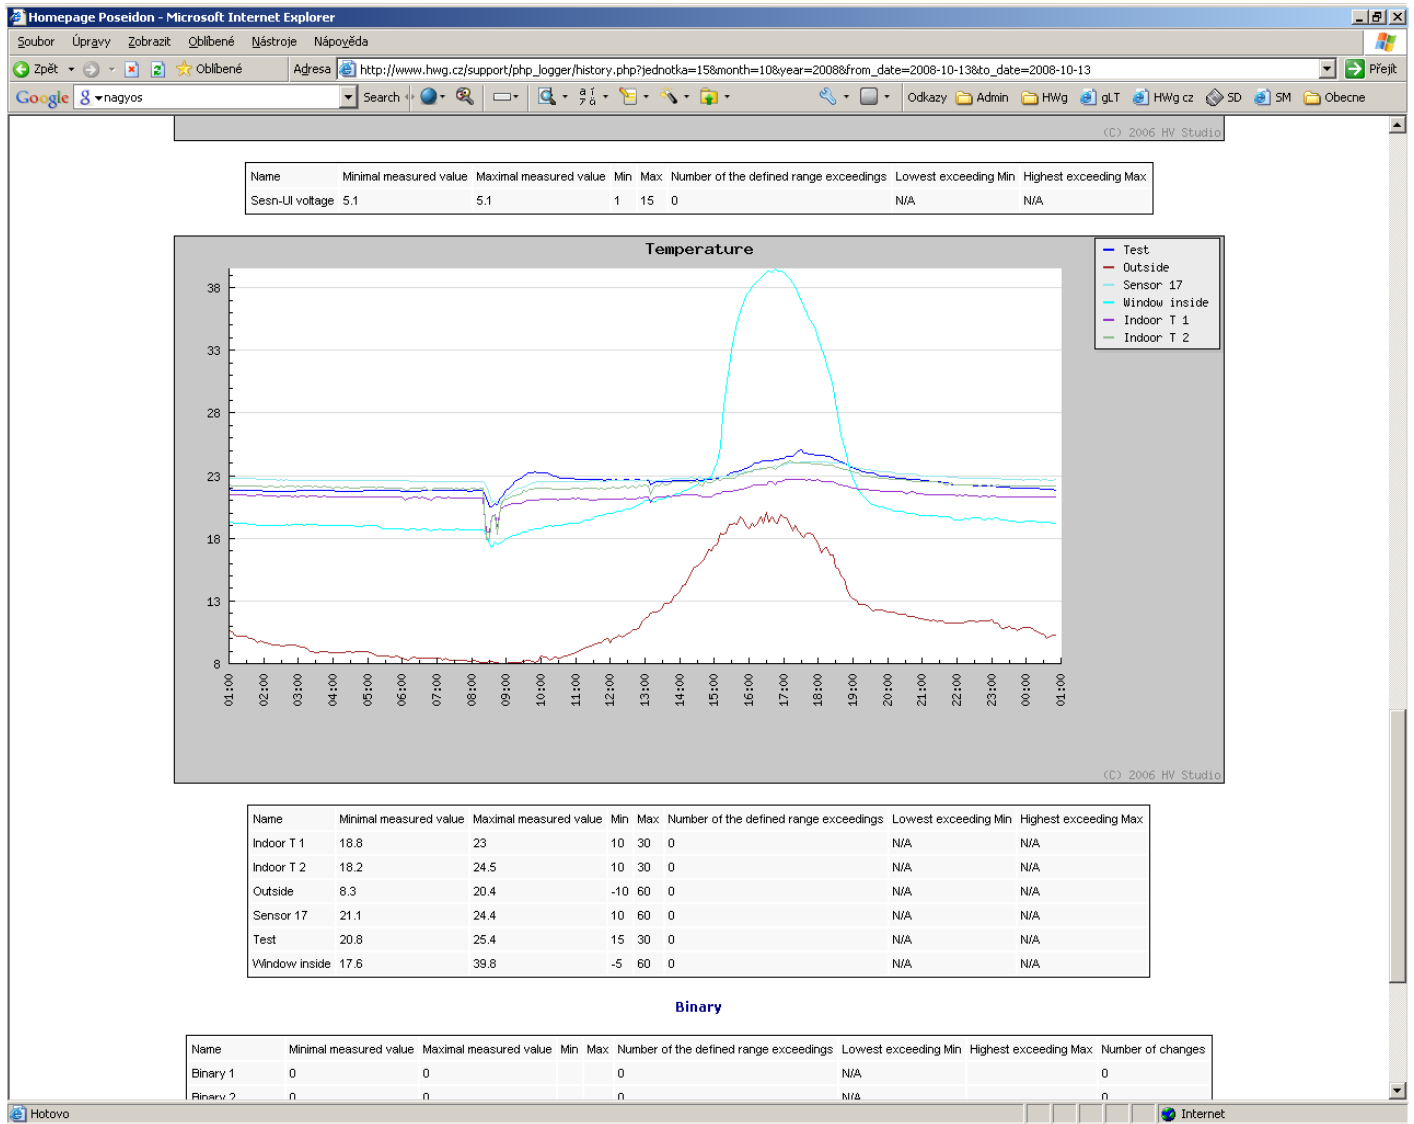 Homepage Poseidon - Microsoft Internet Explorer
Soubor Úpravy Zobrazit Oblíbené Nástroje Nápověda
Zpět Oblíbené Adresa http://www.hwg.cz/support/php_logger/history.php?jednotka=15&month=10&year=2008&from_date=2008-10-13&to_date=2008-10-13 Přejít
Google nagyos Search Odkazy Admin HWg gLT HWg cz SD SM Obecne
(C) 2006 HV Studio
Name Minimal measured value Maximal measured value Min Max Number of the defined range exceedings Lowest exceeding Min Highest exceeding Max
Sesn-UI voltage 5.1 5.1 1 15 0 N/A N/A
Temperature
Test
Outside
Sensor 17
Window inside
Indoor T 1
Indoor T 2
38
33
28
23
18
13
8
01:00 02:00 03:00 04:00 05:00 06:00 07:00 08:00 09:00 10:00 11:00 12:00 13:00 14:00 15:00 16:00 17:00 18:00 19:00 20:00 21:00 22:00 23:00 00:00 01:00
(C) 2006 HV Studio
Name Minimal measured value Maximal measured value Min Max Number of the defined range exceedings Lowest exceeding Min Highest exceeding Max
Indoor T 1 18.8 23 10 30 0 N/A N/A
Indoor T 2 18.2 24.5 10 30 0 N/A N/A
Outside 8.3 20.4 -10 60 0 N/A N/A
Sensor 17 21.1 24.4 10 60 0 N/A N/A
Test 20.8 25.4 15 30 0 N/A N/A
Window inside 17.6 39.8 -5 60 0 N/A N/A
Binary
Name Minimal measured value Maximal measured value Min Max Number of the defined range exceedings Lowest exceeding Min Highest exceeding Max Number of changes
Binary 1 0 0 0 N/A 0
Binary 2 0 0 0 N/A 0
Hotovo Internet